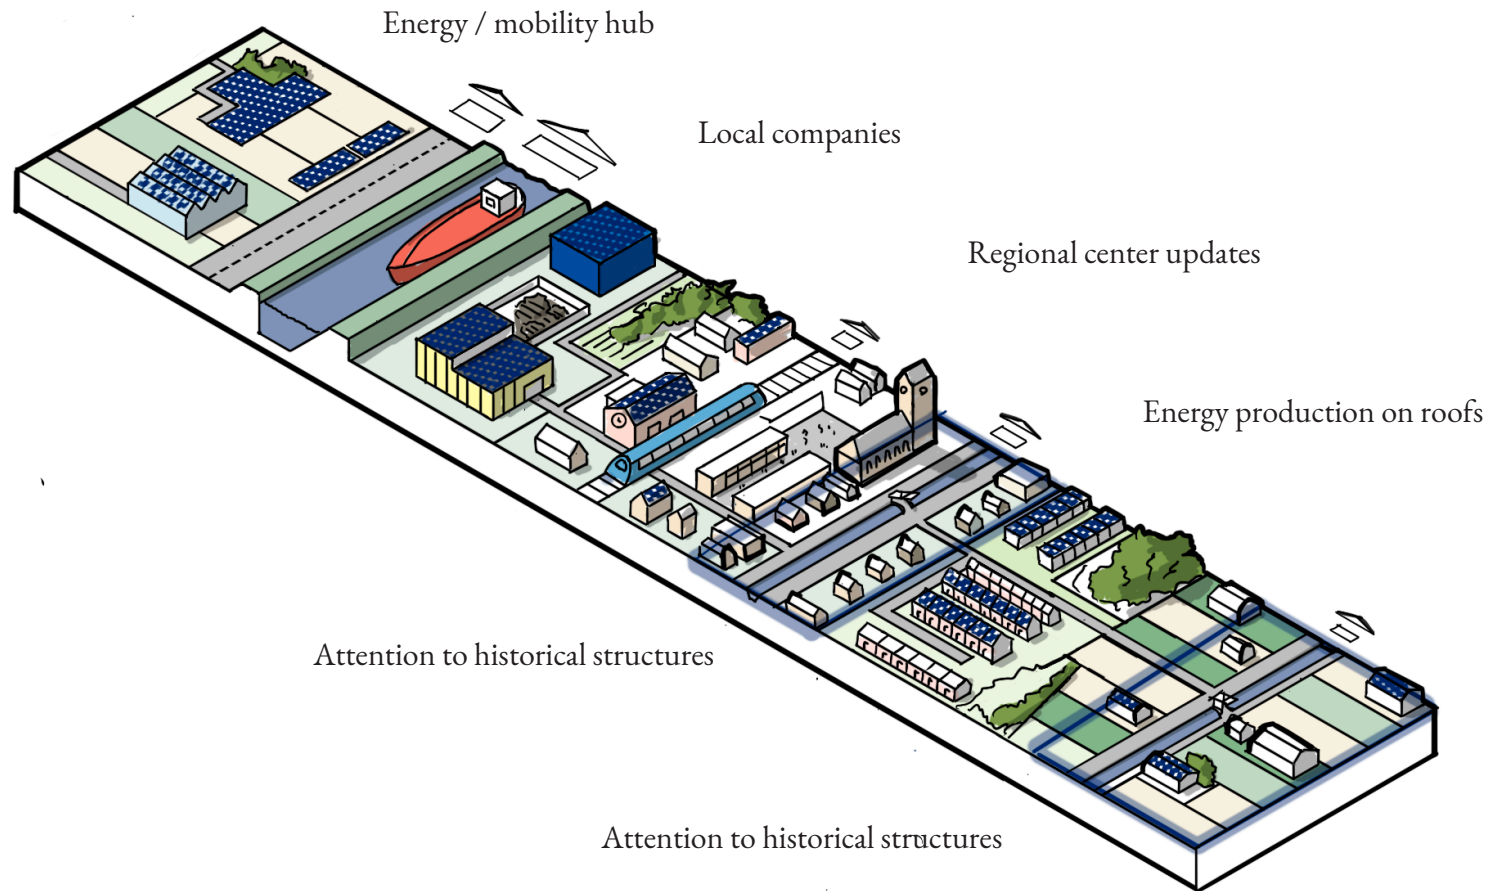 Energy / mobility hub
Local companies
Regional center updates
Energy production on roofs
Attention to historical structures
Attention to historical structures